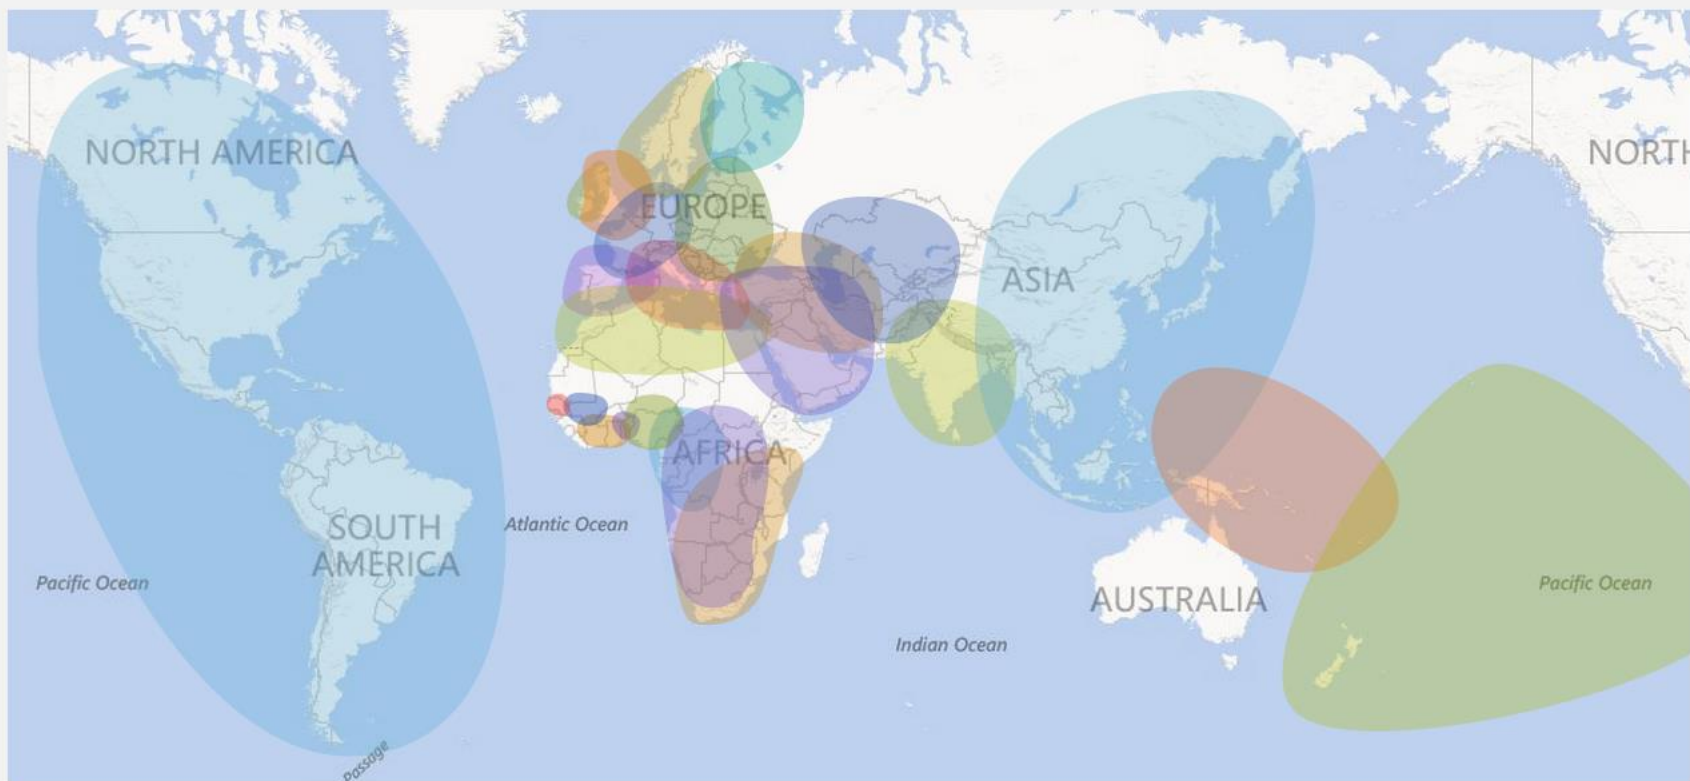 NORTH AMERICA
NORTH
EUROPE
ASIA
AFRICA
Atlantic Ocean
SOUTH
AMERICA
Pacific Ocean
Pacific Ocean
AUSTRALIA
Indian Ocean
Passage